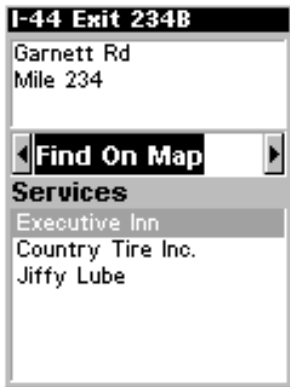 I-44 Exit 234B
Garnett Rd
Mile 234
Find On Map
Services
Executive Inn
Country Tire Inc.
Jiffy Lube